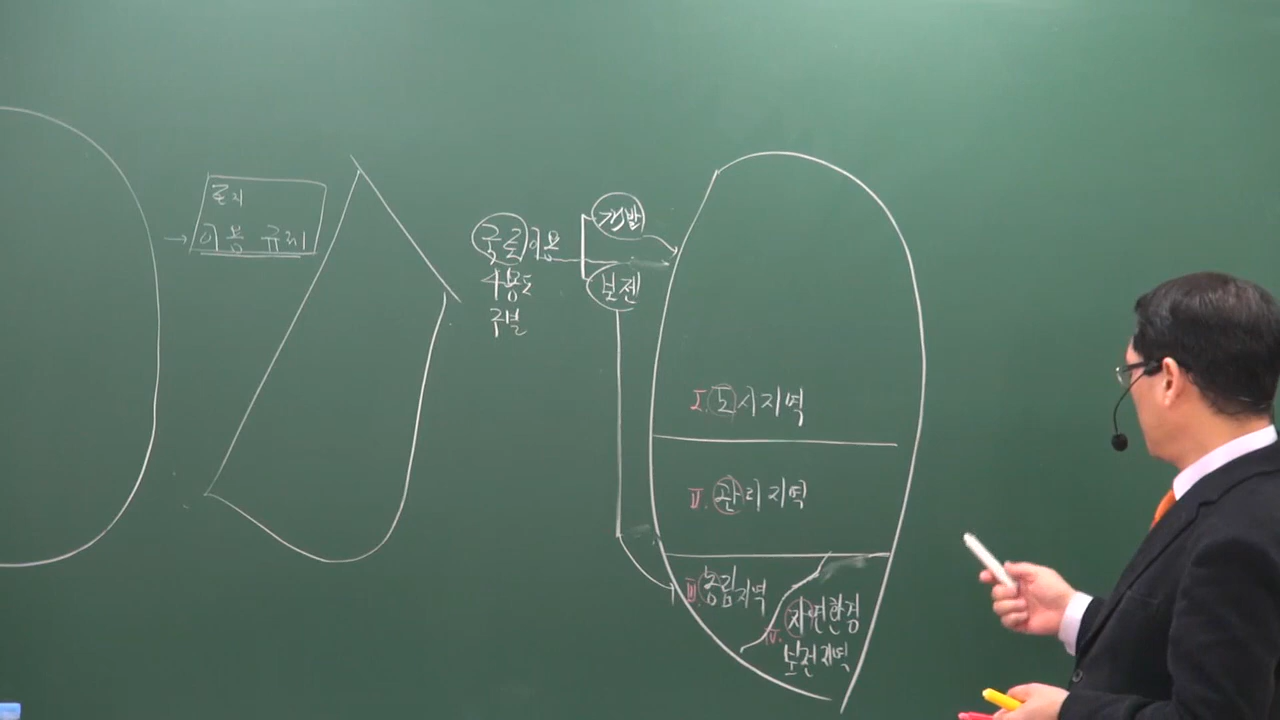 토지
이용 규제
국토이용
사용도
구별
개발
보전
I. 도시지역
II. 관리지역
III. 농림지역
IV. 자연환경
보전지역